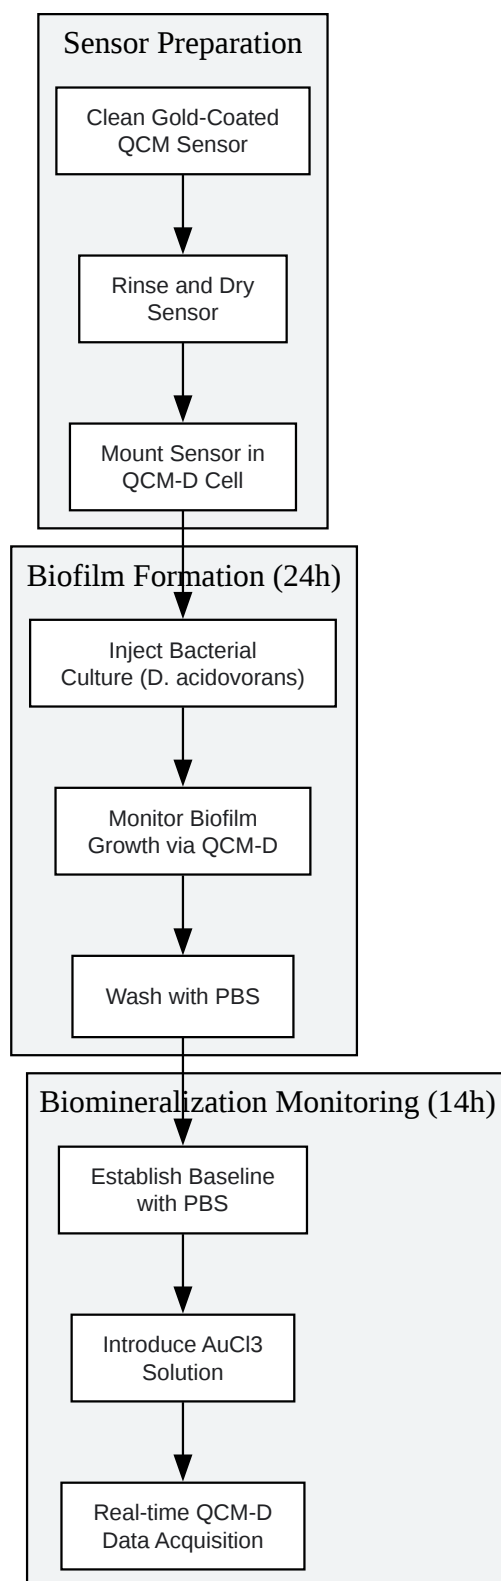 Sensor Preparation
Clean Gold-Coated
QCM Sensor
Rinse and Dry
Sensor
Mount Sensor in
QCM-D Cell
Biofilm Formation (24h)
Inject Bacterial
Culture (D. acidovorans)
Monitor Biofilm
Growth via QCM-D
Wash with PBS
Biomineralization Monitoring (14h)
Establish Baseline
with PBS
Introduce AuCl3
Solution
Real-time QCM-D
Data Acquisition